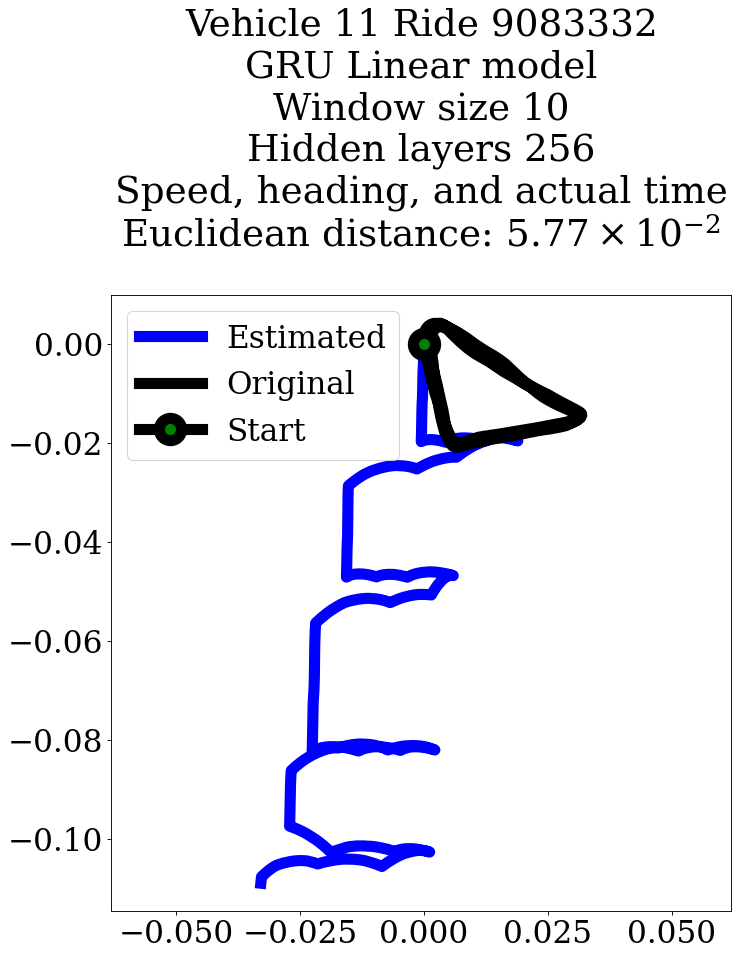 Vehicle 11 Ride 9083332
GRU Linear model
Window size 10
Hidden layers 256
Speed, heading, and actual time
Euclidean distance: 5.77 × 10⁻²
Estimated
Original
Start
0.00
−0.02
−0.04
−0.06
−0.08
−0.10
−0.050 −0.025 0.000 0.025 0.050